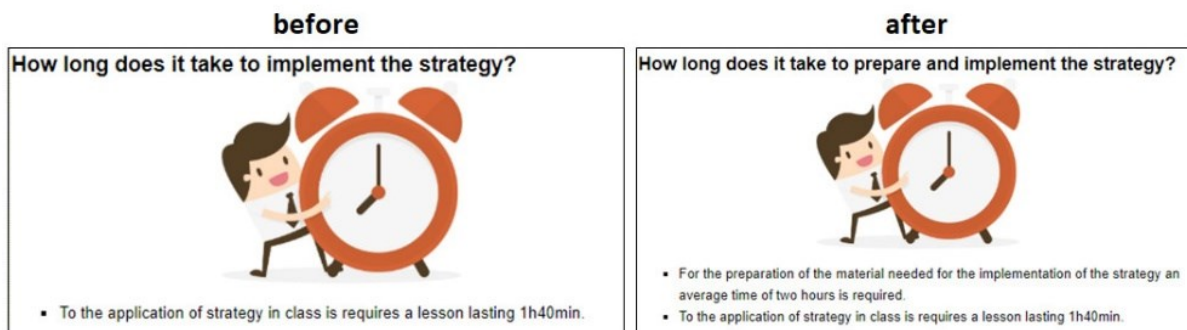 before
How long does it take to implement the strategy?
▪ To the application of strategy in class is requires a lesson lasting 1h40min.
after
How long does it take to prepare and implement the strategy?
▪ For the preparation of the material needed for the implementation of the strategy an
average time of two hours is required.
▪ To the application of strategy in class is requires a lesson lasting 1h40min.